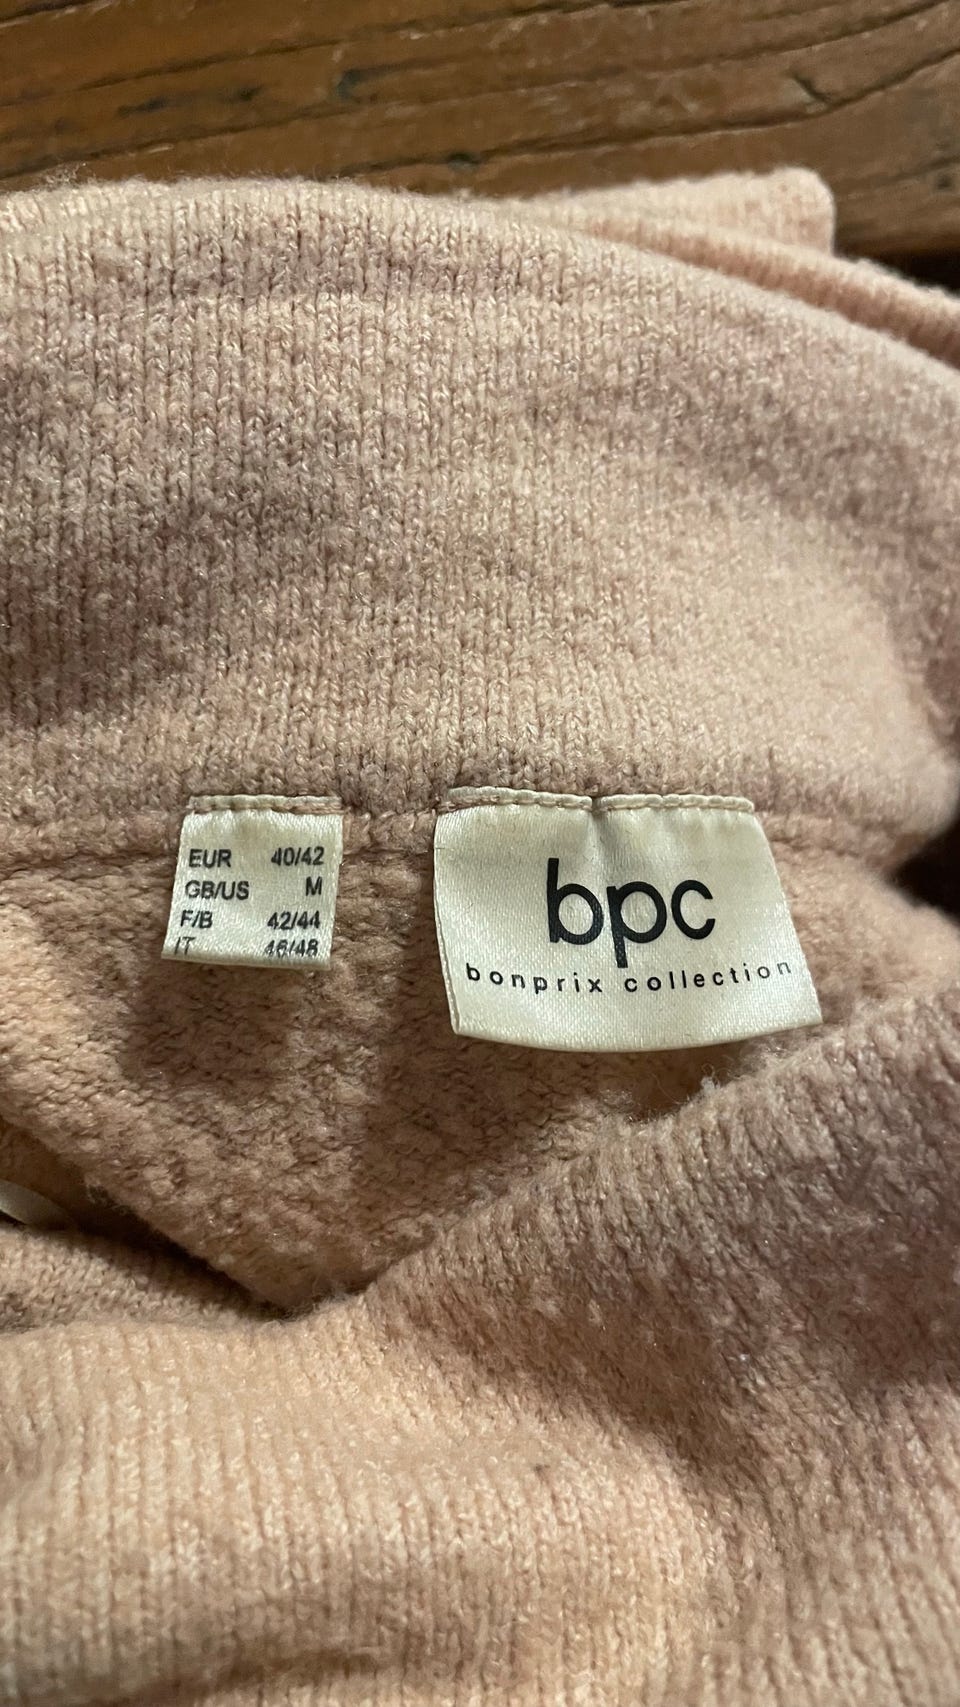 EUR 40/42
GB/US M
F/B 42/44
IT 46/48
bpc
bonprix collection